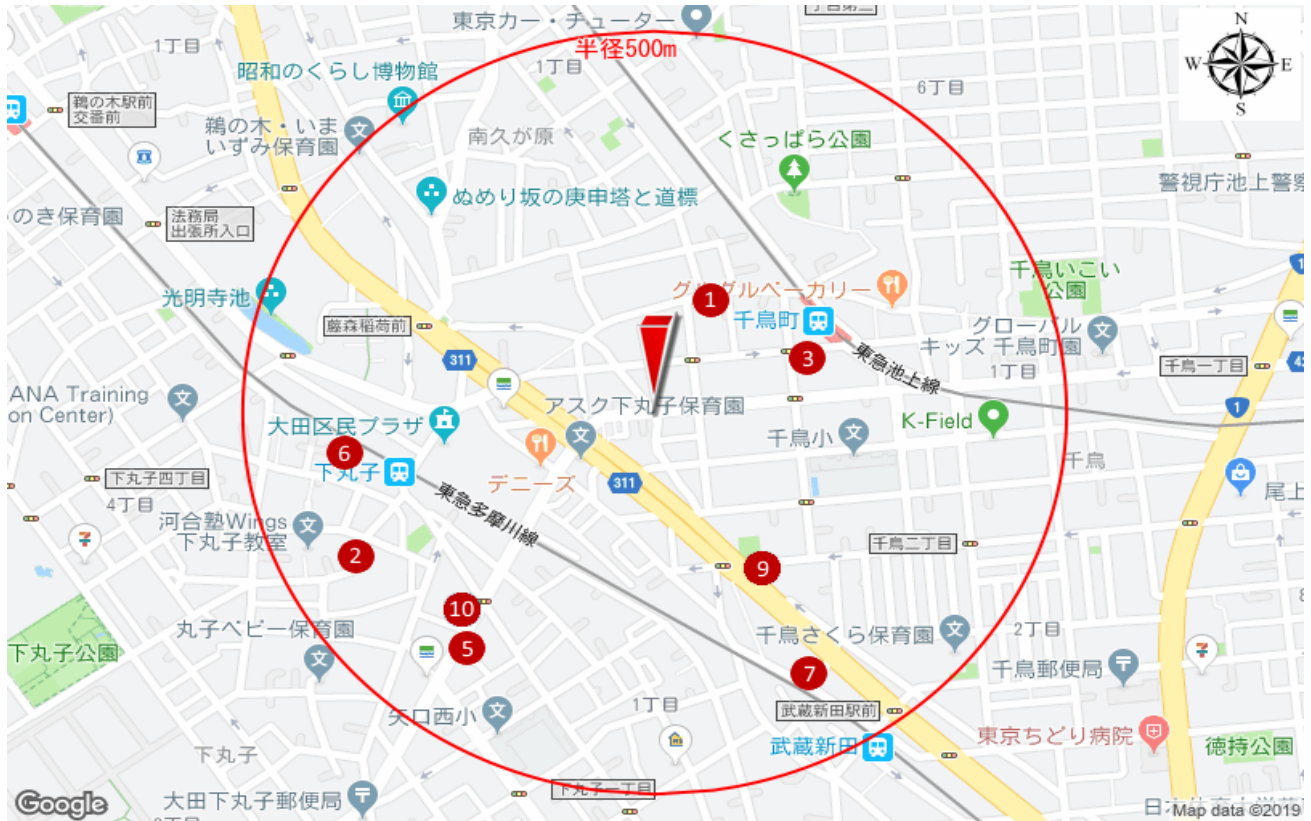 東京カー・チューター
N
半径500m
1丁目
昭和のくらし博物館
1丁目
W
E
6丁目
鵜の木駅前
交番前
S
鵜の木・いま
いずみ保育園
南久が原
くさっぱら公園
警視庁池上警察
ぬめり坂の庚申塔と道標
のき保育園
法務局
出張所入口
千鳥いこい
公園
1
光明寺池
1
グルグルベーカリー
藤森稲荷前
千鳥町
グローバル
キッズ 千鳥町園
311
3
東急池上線
1丁目
千鳥一丁目
ANA Training
on Center)
アスク下丸子保育園
1
大田区民プラザ
K-Field
千鳥小
6
下丸子
千鳥
下丸子四丁目
デニーズ
311
尾上
4丁目
東急多摩川線
河合塾Wings
下丸子教室
千鳥二丁目
2
9
10
丸子ベビー保育園
千鳥さくら保育園
2丁目
下丸子公園
5
7
千鳥郵便局
1丁目
矢口西小
武蔵新田駅前
下丸子
武蔵新田
東京ちどり病院
徳持公園
下丸子一丁目
Google
大田下丸子郵便局
Map data ©2019